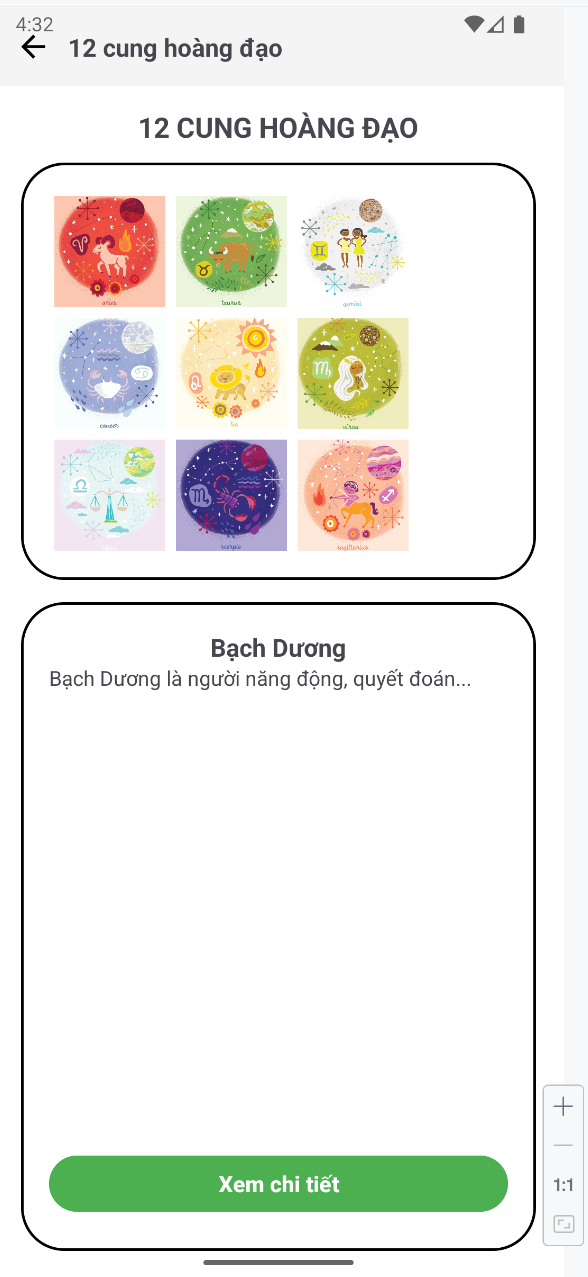 4:32
12 cung hoàng đạo
12 CUNG HOÀNG ĐẠO
aries
taurus
gemini
cancer
leo
virgo
scorpio
sagittarius
Bạch Dương
Bạch Dương là người năng động, quyết đoán...
Xem chi tiết
1:1